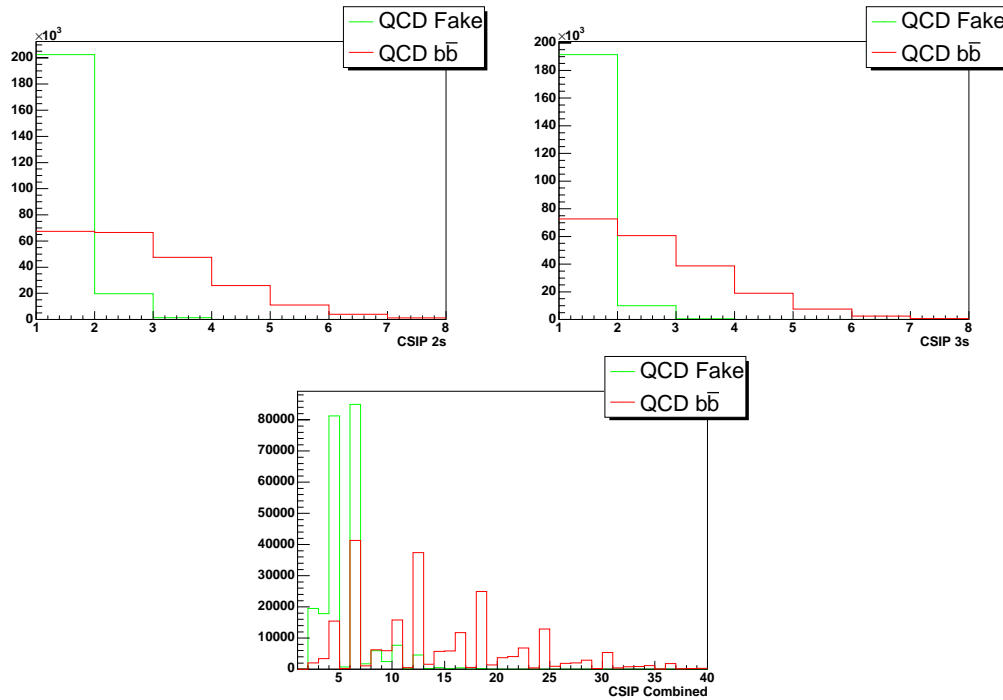 QCD Fake
QCD bb̅
×10³
200
180
160
140
120
100
80
60
40
20
0
1 2 3 4 5 6 7 8
CSIP 2s
QCD Fake
QCD bb̅
×10³
200
180
160
140
120
100
80
60
40
20
0
1 2 3 4 5 6 7 8
CSIP 3s
QCD Fake
QCD bb̅
80000
70000
60000
50000
40000
30000
20000
10000
0
5 10 15 20 25 30 35 40
CSIP Combined